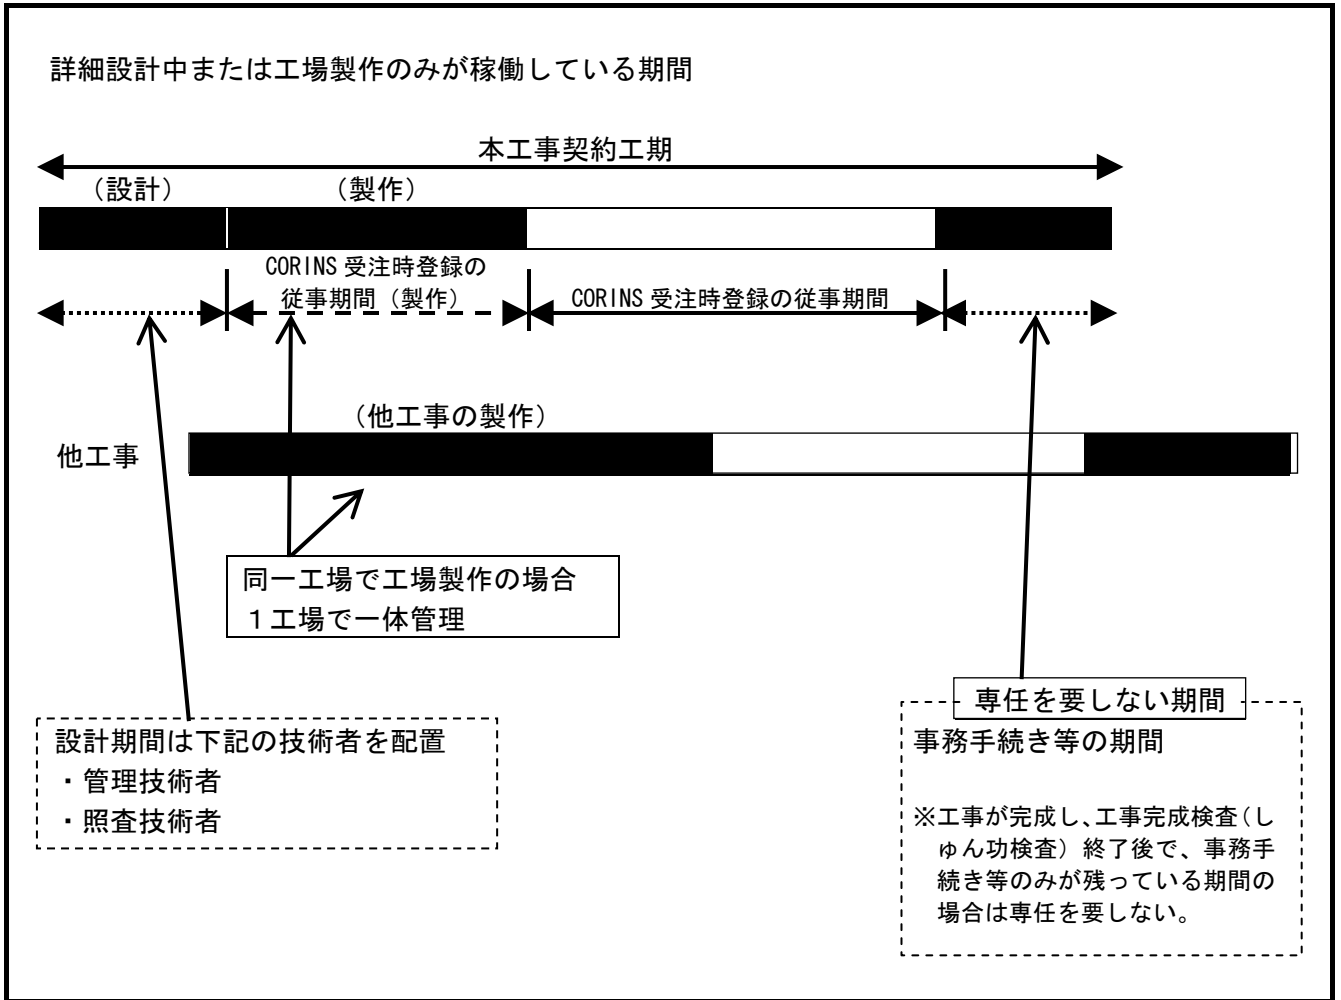 詳細設計中または工場製作のみが稼働している期間
本工事契約工期
（設計）
（製作）
CORINS 受注時登録の
従事期間（製作）
CORINS 受注時登録の従事期間
（他工事の製作）
他工事
同一工場で工場製作の場合
１工場で一体管理
設計期間は下記の技術者を配置
・管理技術者
・照査技術者
専任を要しない期間
事務手続き等の期間
※工事が完成し、工事完成検査（し
ゅん功検査）終了後で、事務手
続き等のみが残っている期間の
場合は専任を要しない。